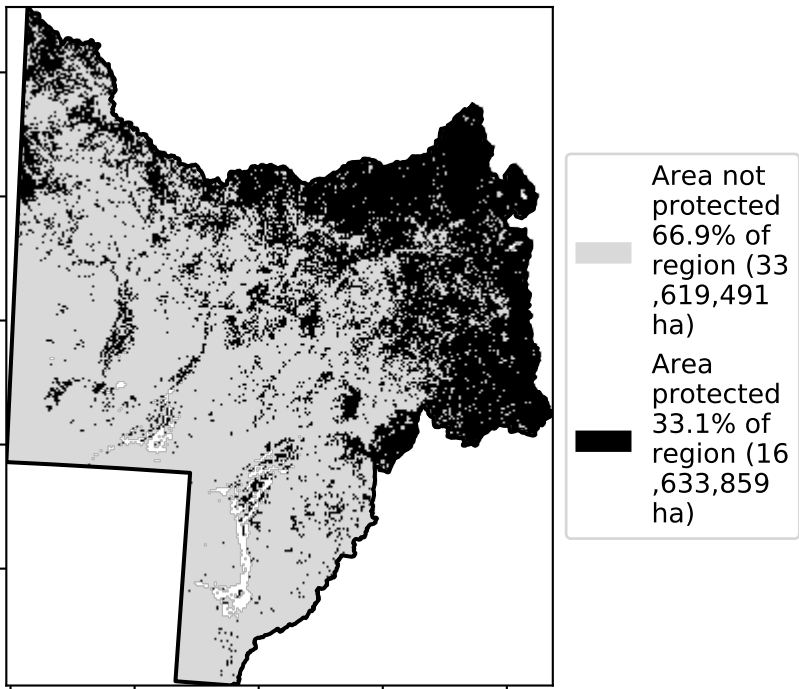 Area not
protected
66.9% of
region (33
,619,491
ha)
Area
protected
33.1% of
region (16
,633,859
ha)